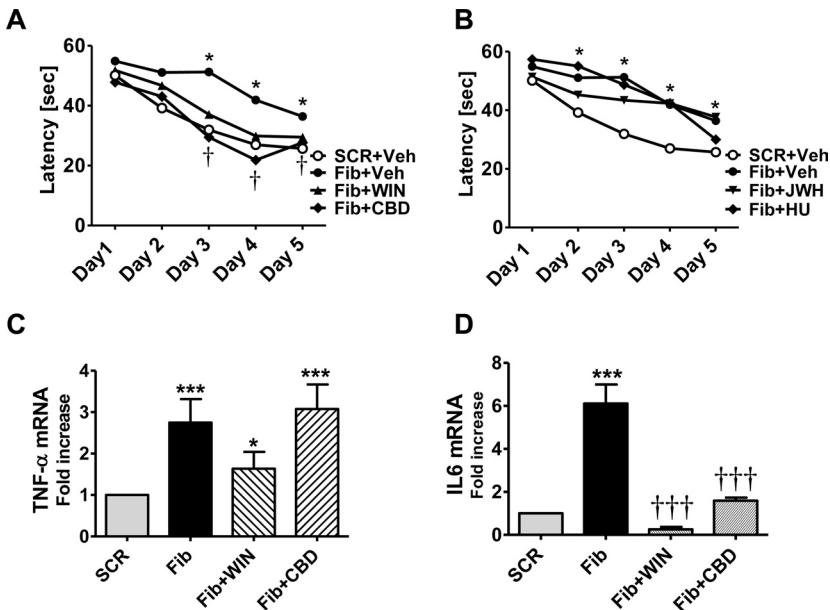 A
Latency [sec]
60
40
20
0
* * *
† † †
Day1 Day 2 Day 3 Day 4 Day 5
SCR+Veh
Fib+Veh
Fib+WIN
Fib+CBD
B
Latency [sec]
60
40
20
0
* * * *
Day 1 Day 2 Day 3 Day 4 Day 5
SCR+Veh
Fib+Veh
Fib+JWH
Fib+HU
C
TNF-α mRNA
Fold increase
4
3
2
1
0
*** * ***
SCR Fib Fib+WIN Fib+CBD
D
IL6 mRNA
Fold increase
8
6
4
2
0
*** ††† †††
SCR Fib Fib+WIN Fib+CBD